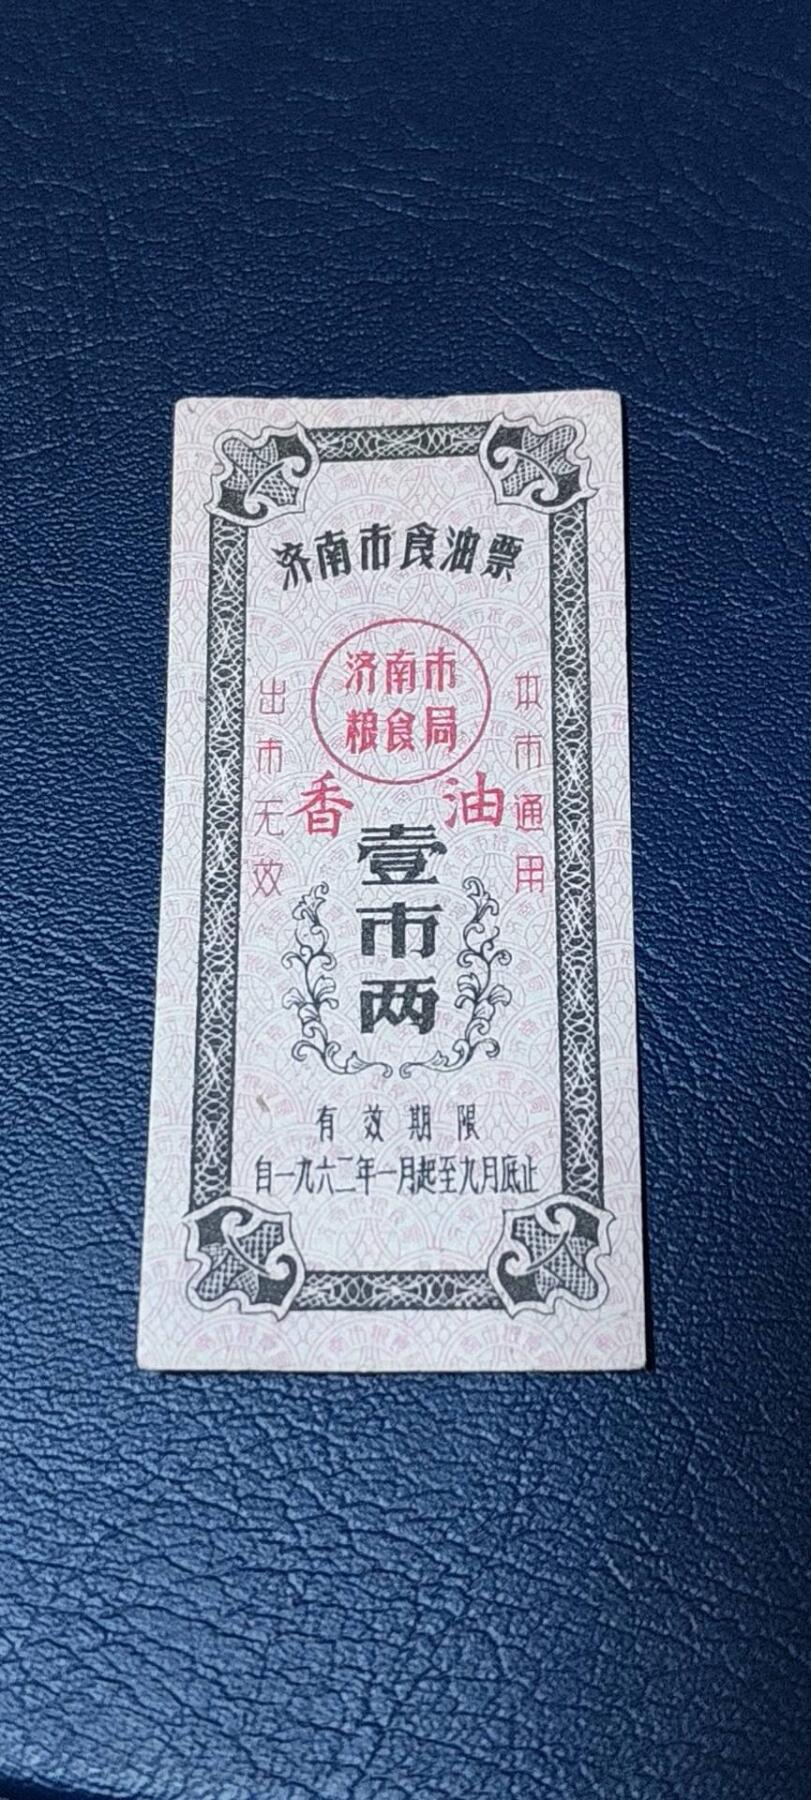 济南市食油票
济南市
粮食局
本市通用
出市无效
香油
壹市两
有效期限
自一九六二年一月起至九月底止